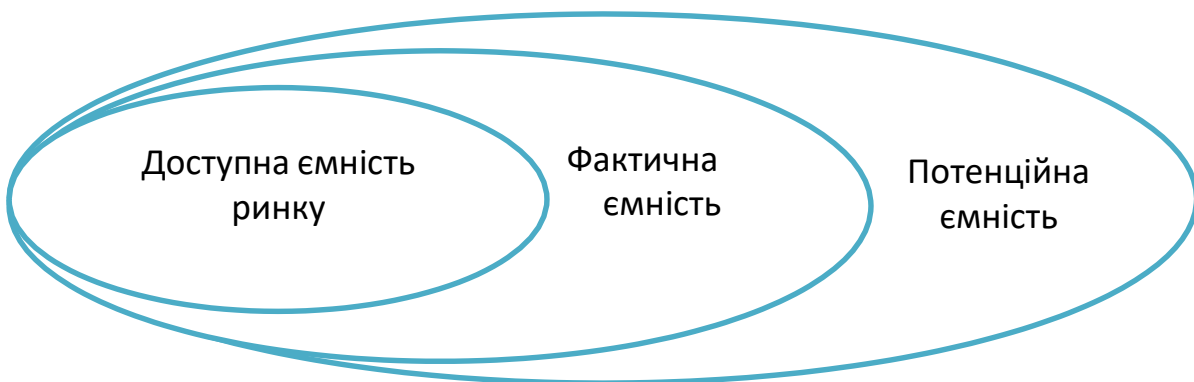 Доступна ємність
ринку
Фактична
ємність
Потенційна
ємність